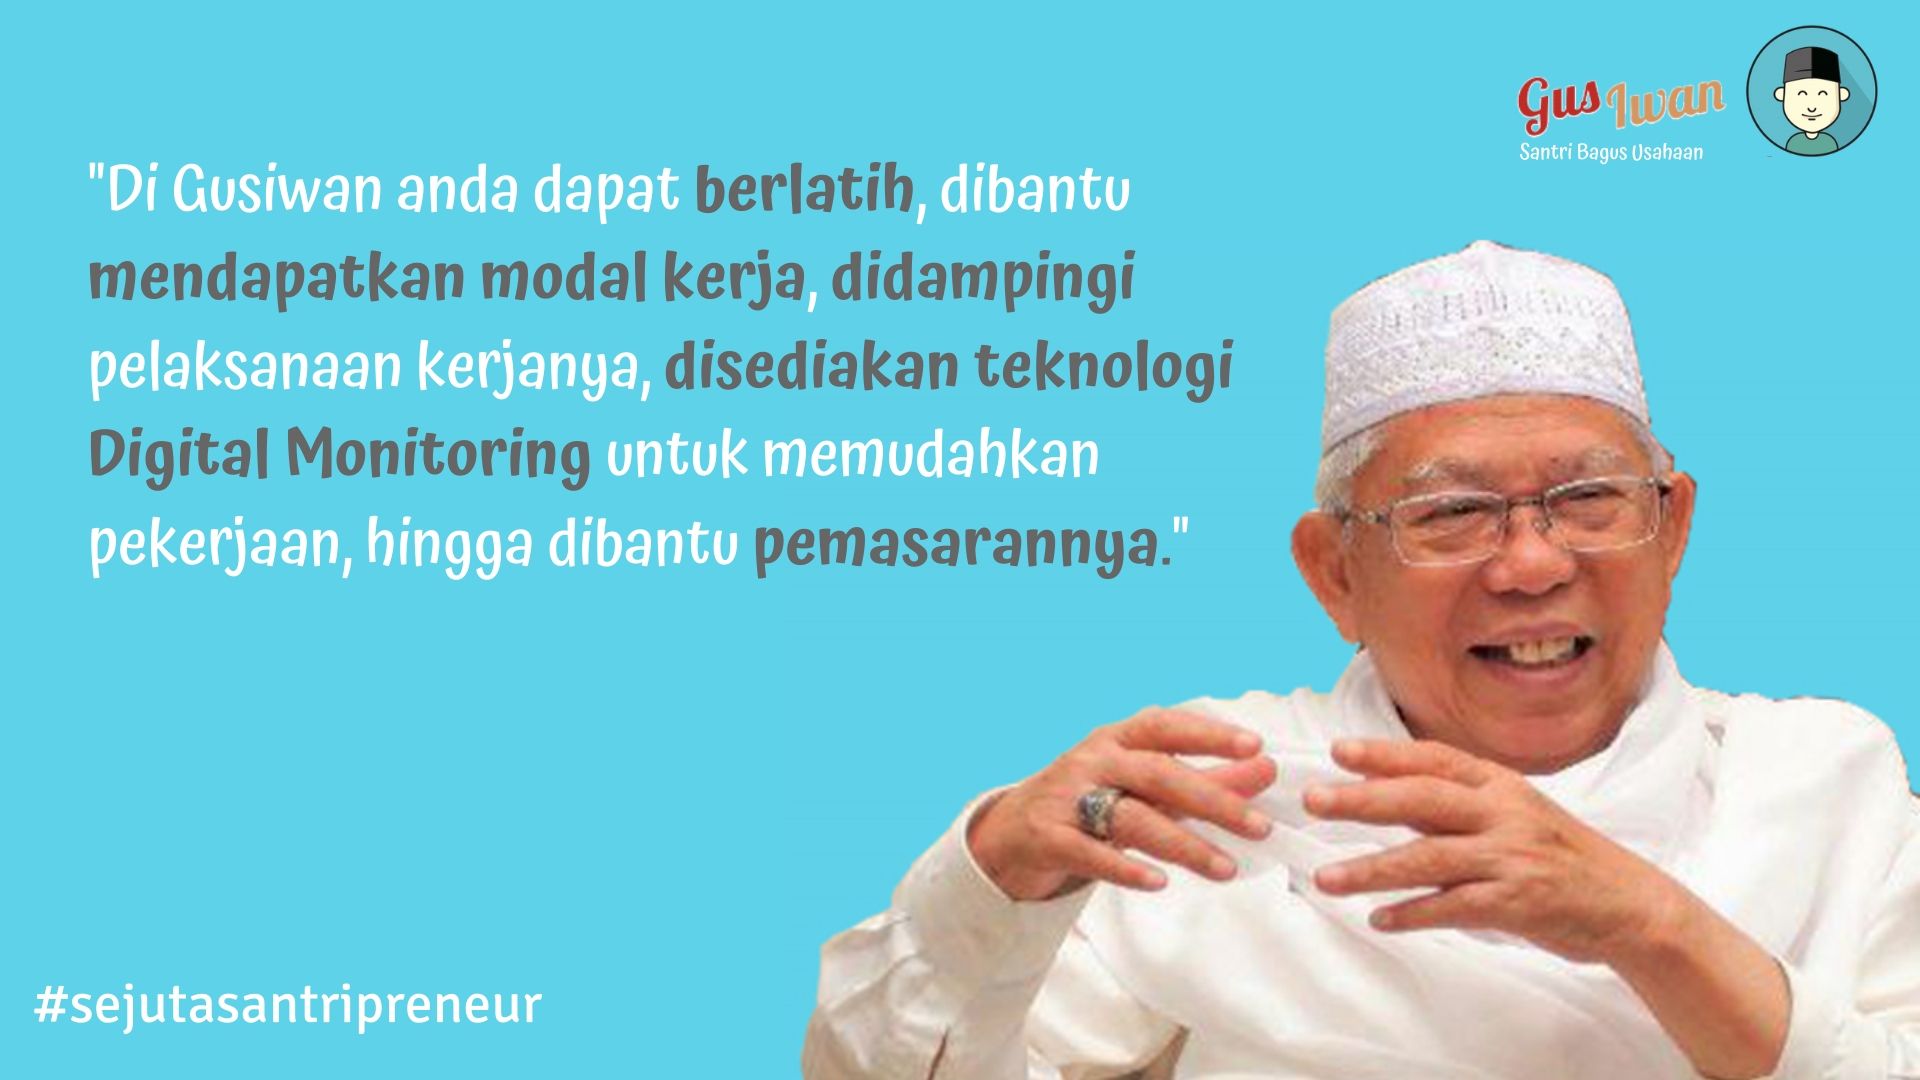 Gus Iwan
Santri Bagus Usahaan
"Di Gusiwan anda dapat berlatih, dibantu
mendapatkan modal kerja, didampingi
pelaksanaan kerjanya, disediakan teknologi
Digital Monitoring untuk memudahkan
pekerjaan, hingga dibantu pemasarannya."
#sejutasantripreneur